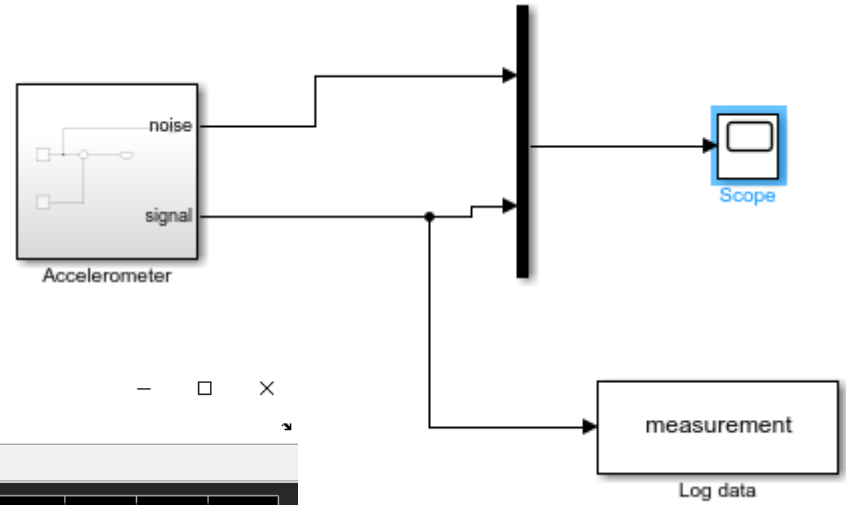 noise
signal
Accelerometer
Scope
measurement
Log data